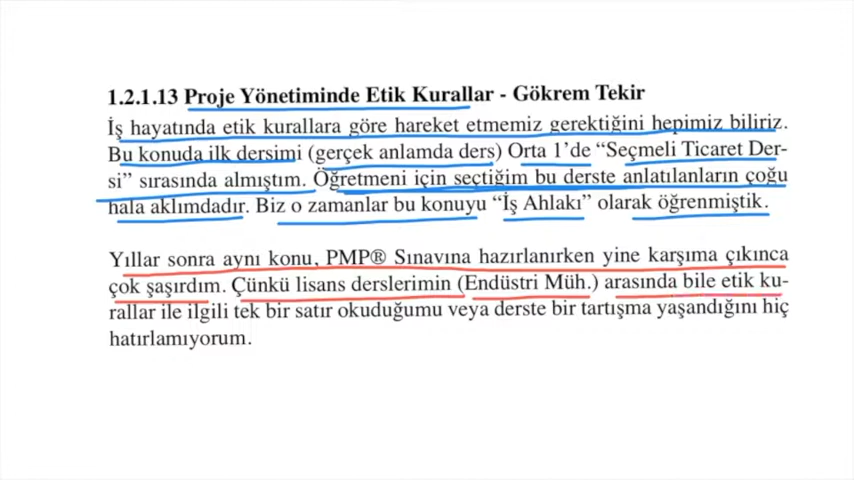 1.2.1.13 Proje Yönetiminde Etik Kurallar - Gökrem Tekir
İş hayatında etik kurallara göre hareket etmemiz gerektiğini hepimiz biliriz.
Bu konuda ilk dersimi (gerçek anlamda ders) Orta 1’de “Seçmeli Ticaret Der-
si” sırasında almıştım. Öğretmeni için seçtiğim bu derste anlatılanların çoğu
hala aklımdadır. Biz o zamanlar bu konuyu “İş Ahlakı” olarak öğrenmiştik.
Yıllar sonra aynı konu, PMP® Sınavına hazırlanırken yine karşıma çıkınca
çok şaşırdım. Çünkü lisans derslerimin (Endüstri Müh.) arasında bile etik ku-
rallar ile ilgili tek bir satır okuduğumu veya derste bir tartışma yaşandığını hiç
hatırlamıyorum.